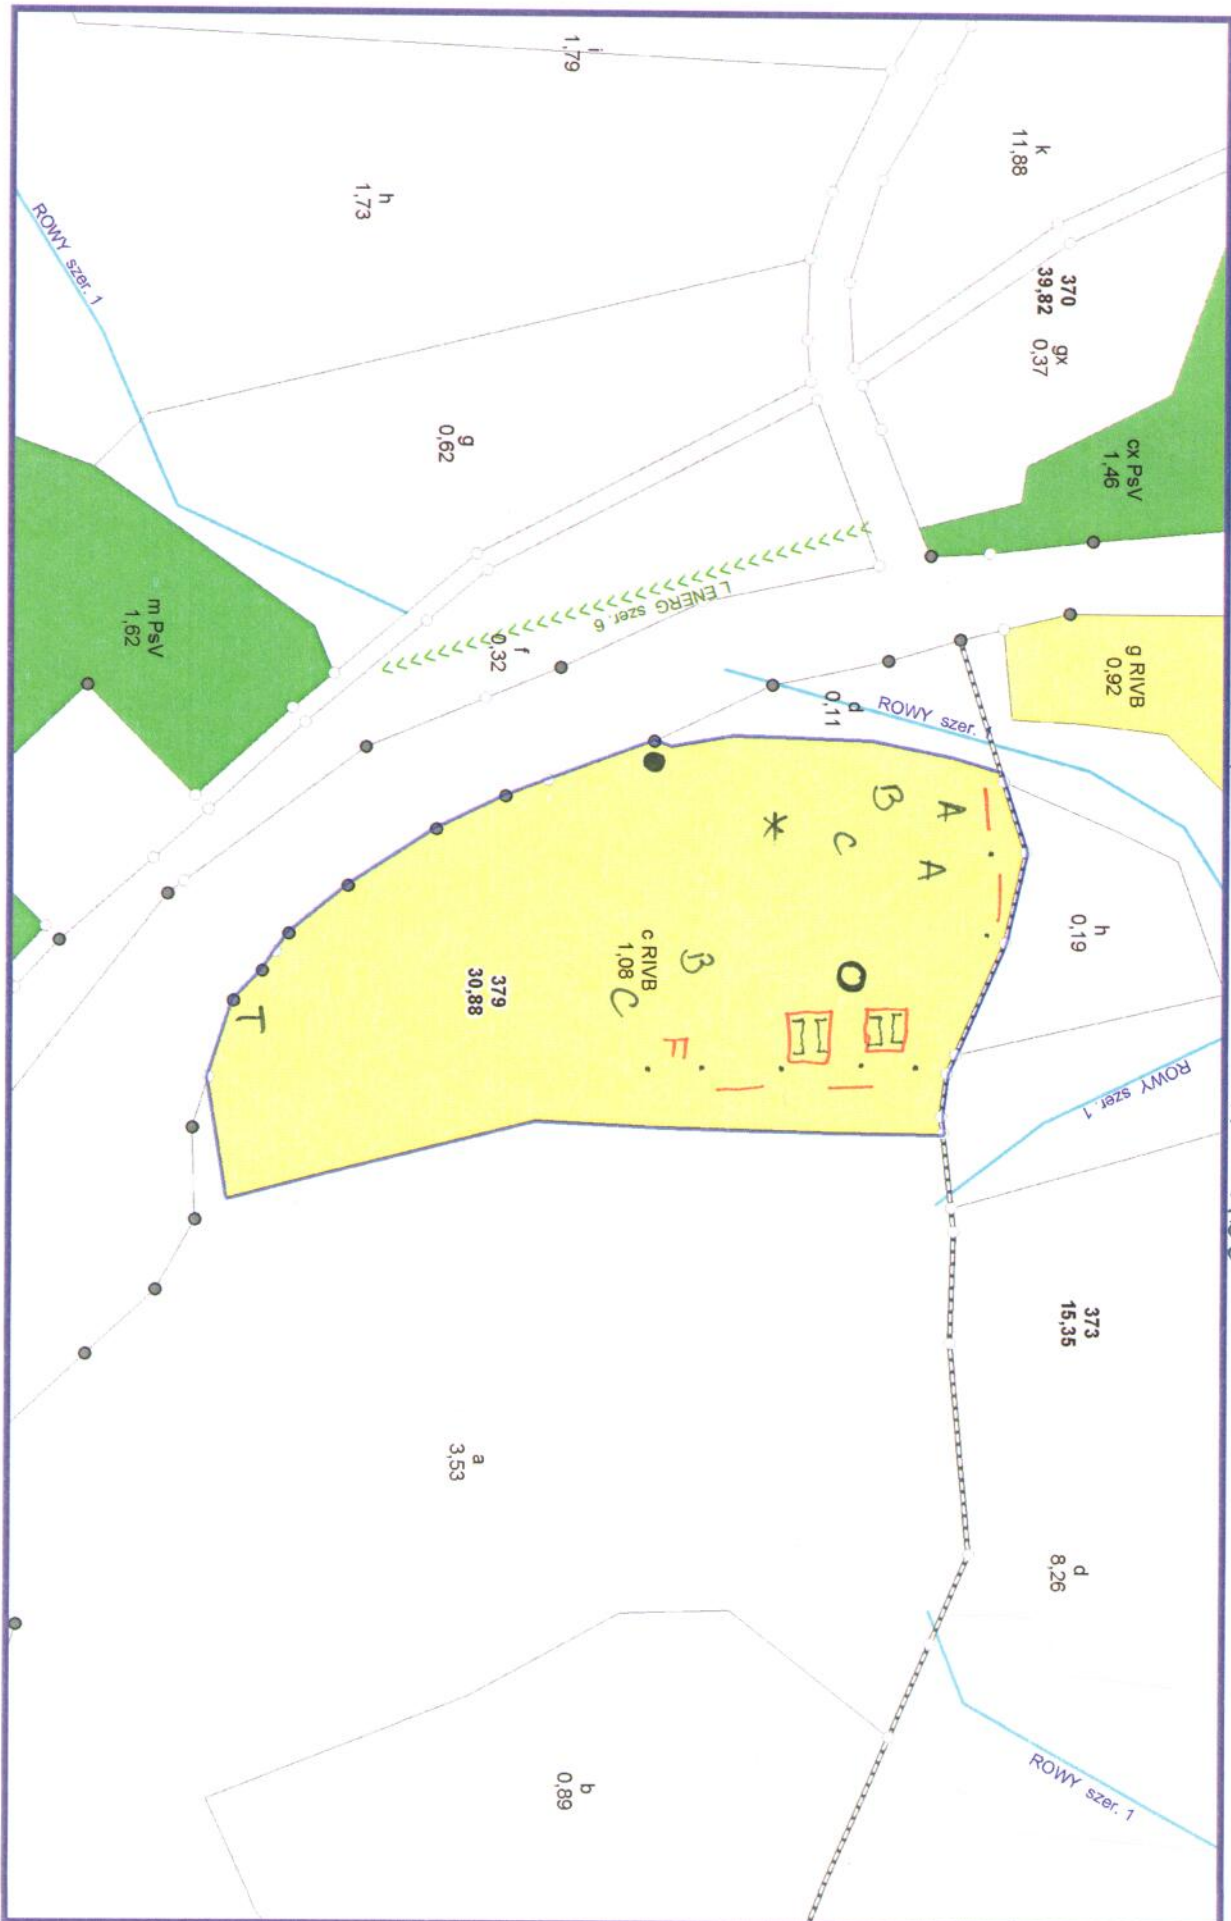 i
1,79
k
11,88
h
1,73
ROWY szer. 1
370
39,82
gx
0,37
cx PsV
1,46
g
0,62
L ENERG szer. 6
m PsV
1,62
f
0,32
g RIVB
0,92
d
0,11
ROWY szer.
B
A
*
C
A
h
0,19
c RIVB
1,08
B
C
O
379
30,88
T
F
H
H
ROWY szer. 1
373
15,35
a
3,53
d
8,26
b
0,89
ROWY szer. 1